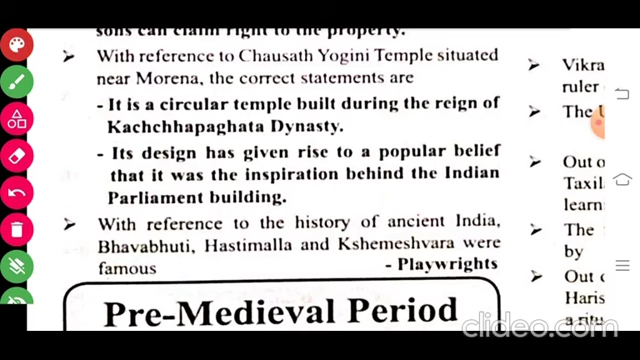 sons can claim right to the property.
➢ With reference to Chausath Yogini Temple situated
near Morena, the correct statements are
- It is a circular temple built during the reign of
Kachchhapaghata Dynasty.
- Its design has given rise to a popular belief
that it was the inspiration behind the Indian
Parliament building.
➢ With reference to the history of ancient India,
Bhavabhuti, Hastimalla and Kshemeshvara were
famous - Playwrights
Pre-Medieval Period
➢ Vikra
ruler
➢ The
➢ Out o
Taxil
learn
➢ The
by
➢ Out
Haris
a ritu
clideo.com